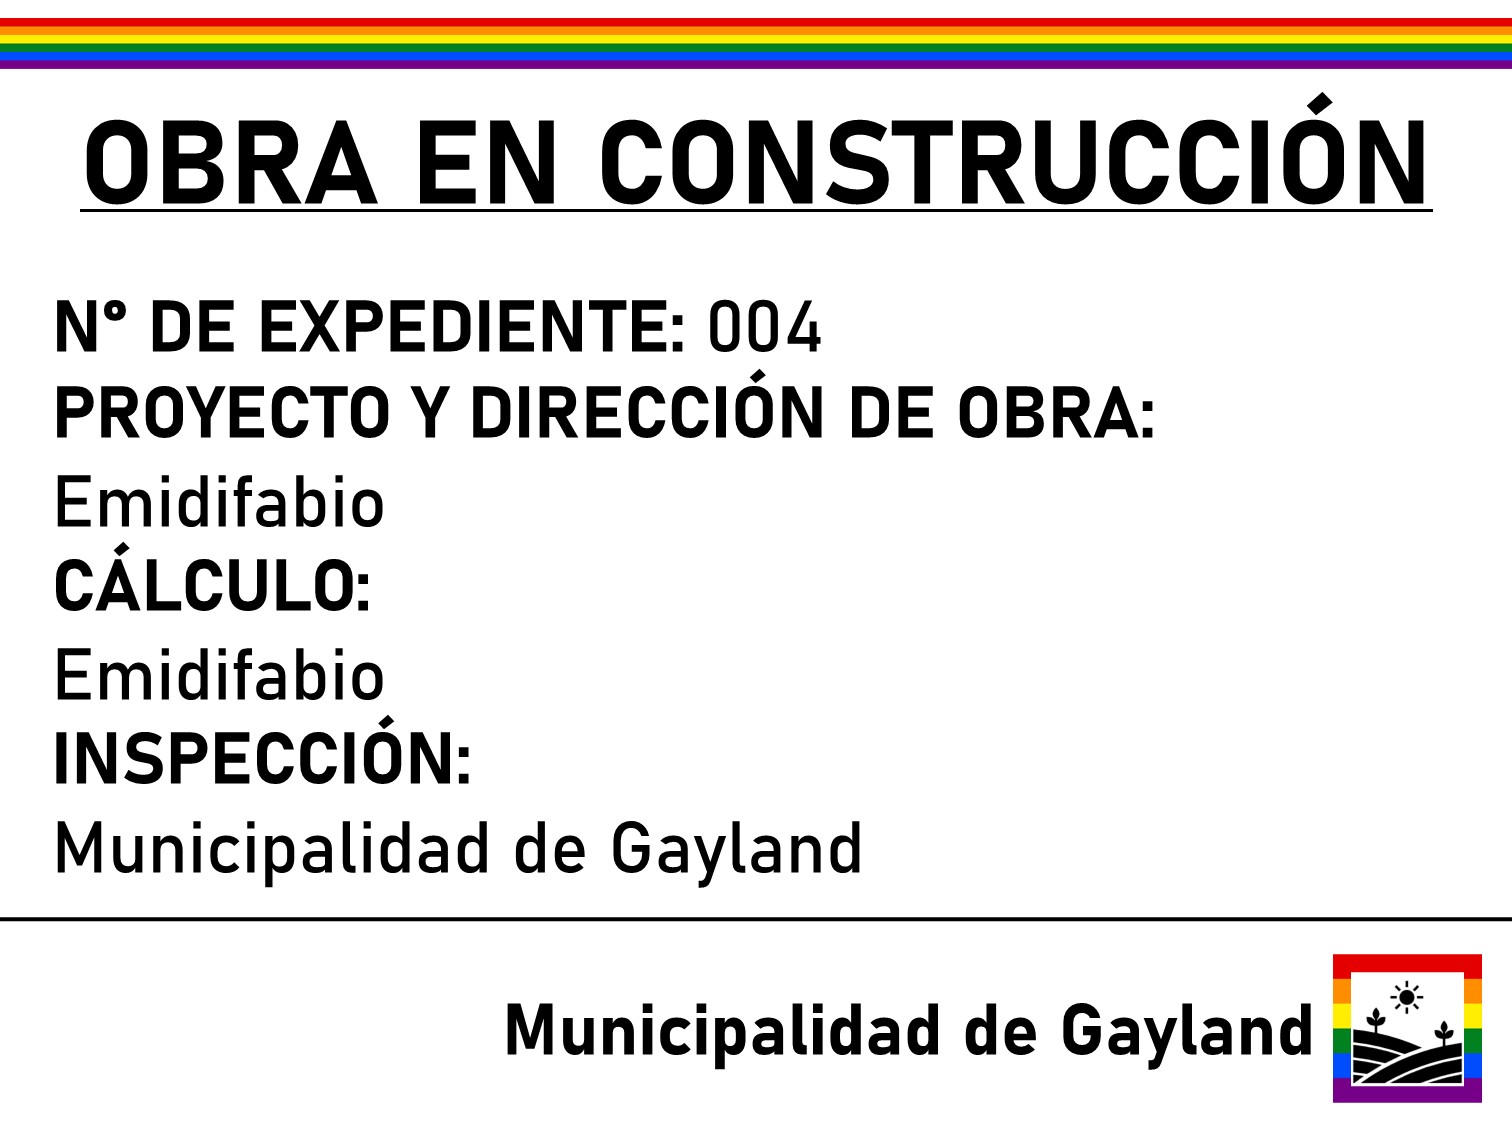 OBRA EN CONSTRUCCIÓN
N° DE EXPEDIENTE: 004
PROYECTO Y DIRECCIÓN DE OBRA:
Emidifabio
CÁLCULO:
Emidifabio
INSPECCIÓN:
Municipalidad de Gayland
Municipalidad de Gayland